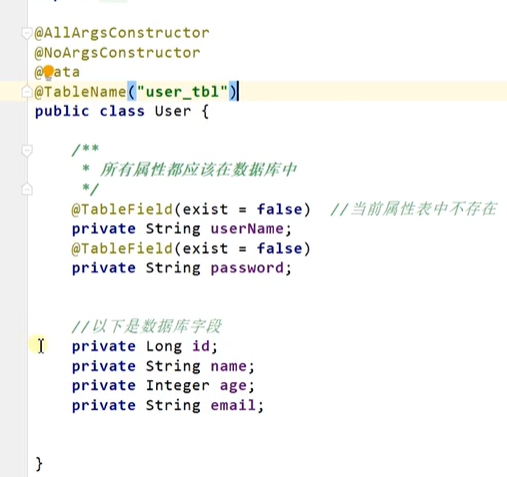 @AllArgsConstructor
@NoArgsConstructor
@Data
@TableName("user_tbl")
public class User {
/**
* 所有属性都应该在数据库中
*/
@TableField(exist = false) //当前属性表中不存在
private String userName;
@TableField(exist = false)
private String password;
//以下是数据库字段
private Long id;
private String name;
private Integer age;
private String email;
}